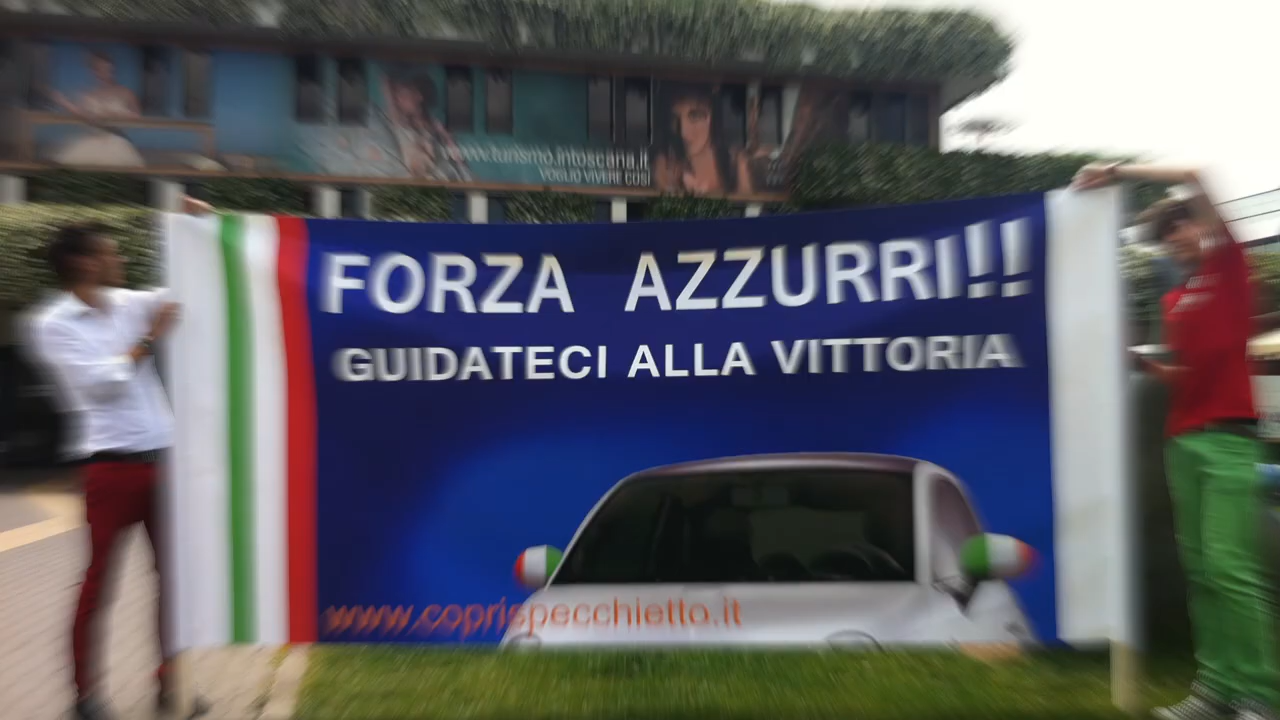 www.turismo.intoscana.it
VOGLIO VIVERE COSÌ
FORZA AZZURRI!!
GUIDATECI ALLA VITTORIA
www.coprispecchietto.it